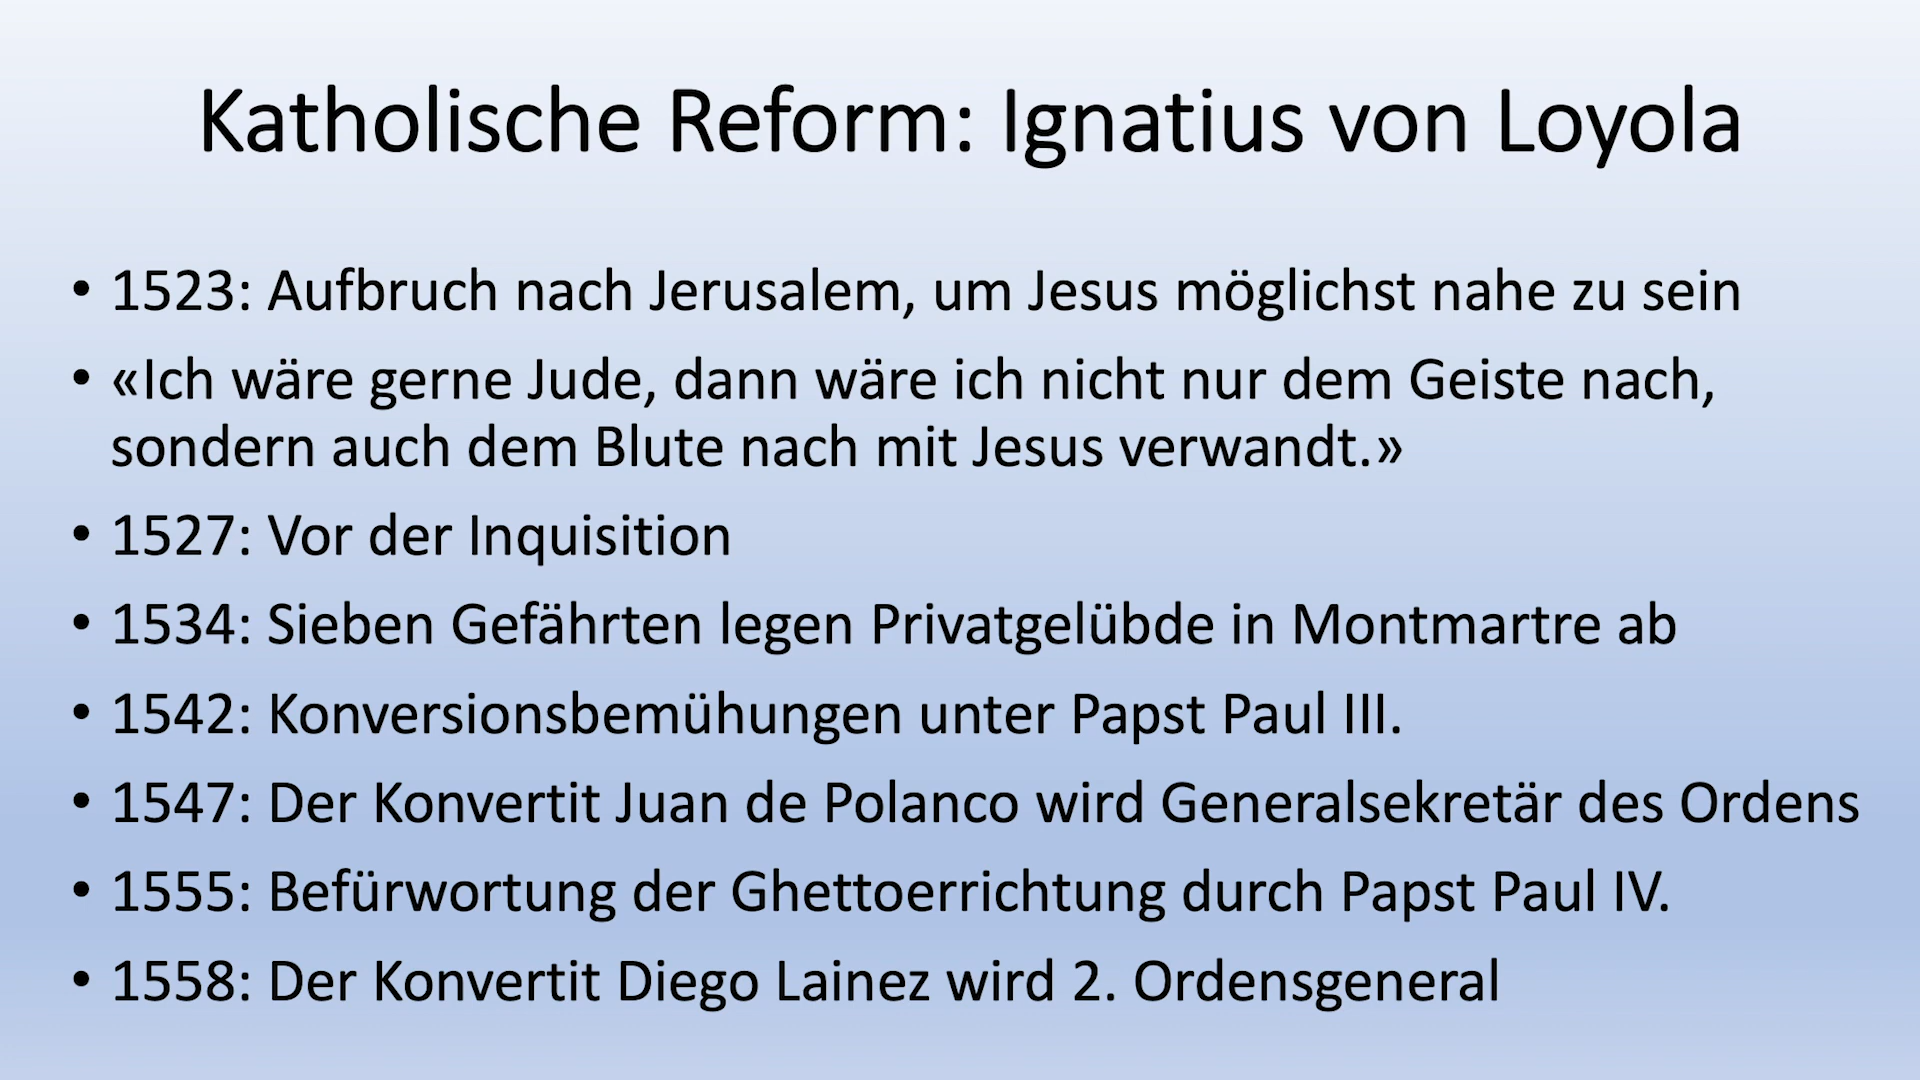 Katholische Reform: Ignatius von Loyola
• 1523: Aufbruch nach Jerusalem, um Jesus möglichst nahe zu sein
• «Ich wäre gerne Jude, dann wäre ich nicht nur dem Geiste nach,
sondern auch dem Blute nach mit Jesus verwandt.»
• 1527: Vor der Inquisition
• 1534: Sieben Gefährten legen Privatgelübde in Montmartre ab
• 1542: Konversionsbemühungen unter Papst Paul III.
• 1547: Der Konvertit Juan de Polanco wird Generalsekretär des Ordens
• 1555: Befürwortung der Ghettoerrichtung durch Papst Paul IV.
• 1558: Der Konvertit Diego Lainez wird 2. Ordensgeneral